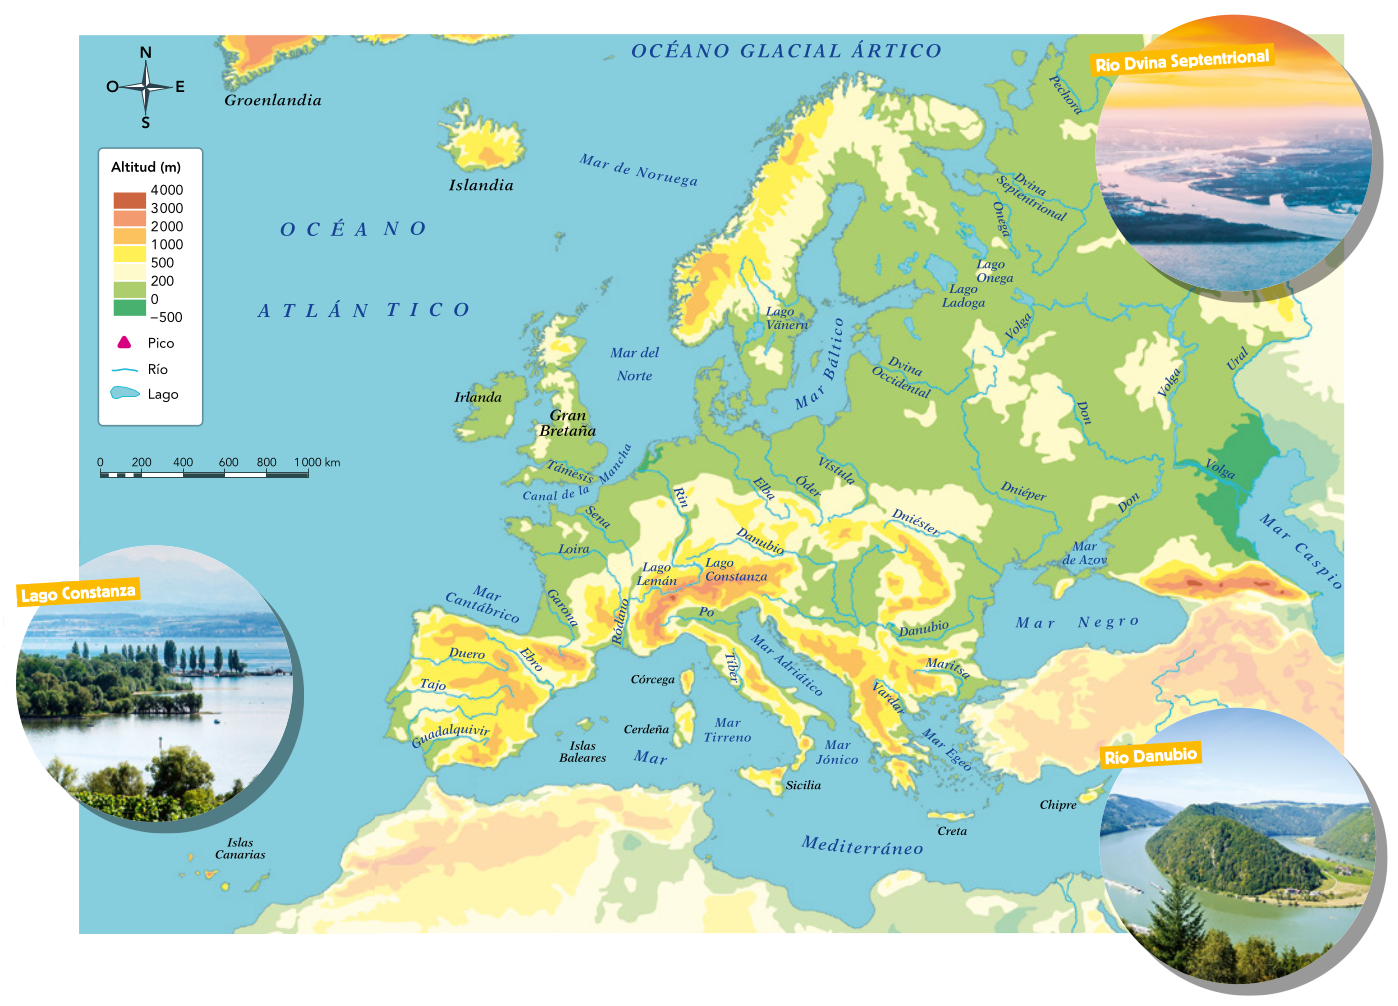 OCÉANO GLACIAL ÁRTICO
Río Dvina Septentrional
N
O
E
S
Groenlandia
Pechora
Altitud (m)
4000
3000
2000
1000
500
200
0
−500
Pico
Río
Lago
Islandia
Mar de Noruega
Dvina
Septentrional
Onega
OCÉANO
ATLÁNTICO
Lago
Onega
Lago
Ladoga
Lago
Vänern
Volga
Mar del
Norte
Mar Báltico
Dvina
Occidental
Volga
Ural
Irlanda
Gran
Bretaña
Don
0 200 400 600 800 1000 km
Támesis
Canal de la Mancha
Rin
Elba
Óder
Vístula
Dniéper
Don
Volga
Sena
Dniéster
Loira
Danubio
Mar
de Azov
Mar Caspio
Lago
Lemán
Lago
Constanza
Lago Constanza
Mar
Cantábrico
Garona
Ródano
Po
Danubio
Mar Negro
Duero
Ebro
Tíber
Mar Adriático
Maritsa
Tajo
Córcega
Vardar
Guadalquivir
Cerdeña
Mar
Tirreno
Islas
Baleares
Mar
Mar
Jónico
Mar Egeo
Río Danubio
Sicilia
Chipre
Creta
Mediterráneo
Islas
Canarias